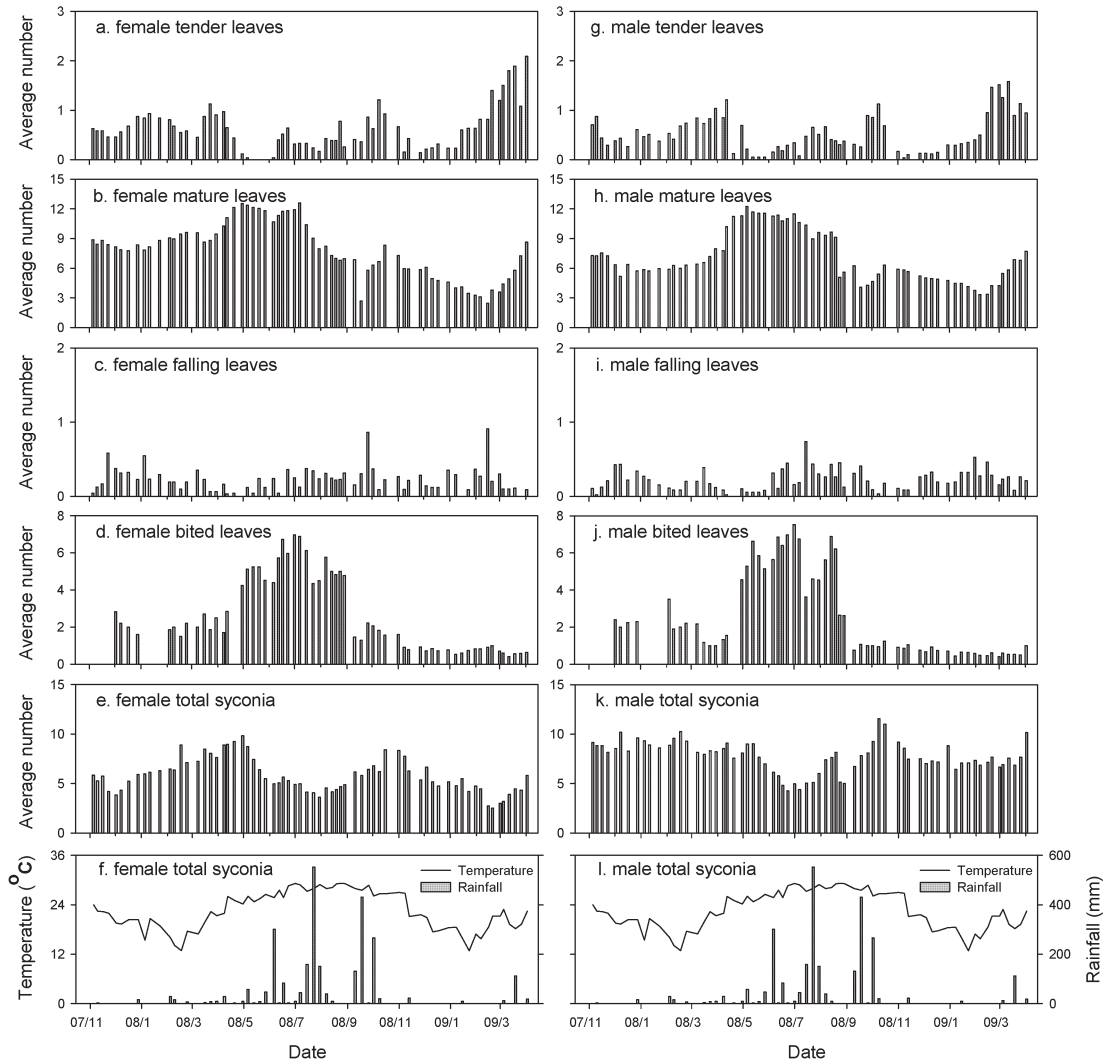 a. female tender leaves
Average number
3
2
1
0
g. male tender leaves
3
2
1
0
b. female mature leaves
Average number
15
12
9
6
3
0
h. male mature leaves
15
12
9
6
3
0
c. female falling leaves
Average number
2
1
0
i. male falling leaves
2
1
0
d. female bited leaves
Average number
8
6
4
2
0
j. male bited leaves
8
6
4
2
0
e. female total syconia
Average number
15
10
5
0
k. male total syconia
15
10
5
0
f. female total syconia
Temperature (°C)
36
24
12
0
Temperature
Rainfall
07/11 08/1 08/3 08/5 08/7 08/9 08/11 09/1 09/3
Date
l. male total syconia
Temperature
Rainfall
600
400
200
0
Rainfall (mm)
07/11 08/1 08/3 08/5 08/7 08/9 08/11 09/1 09/3
Date